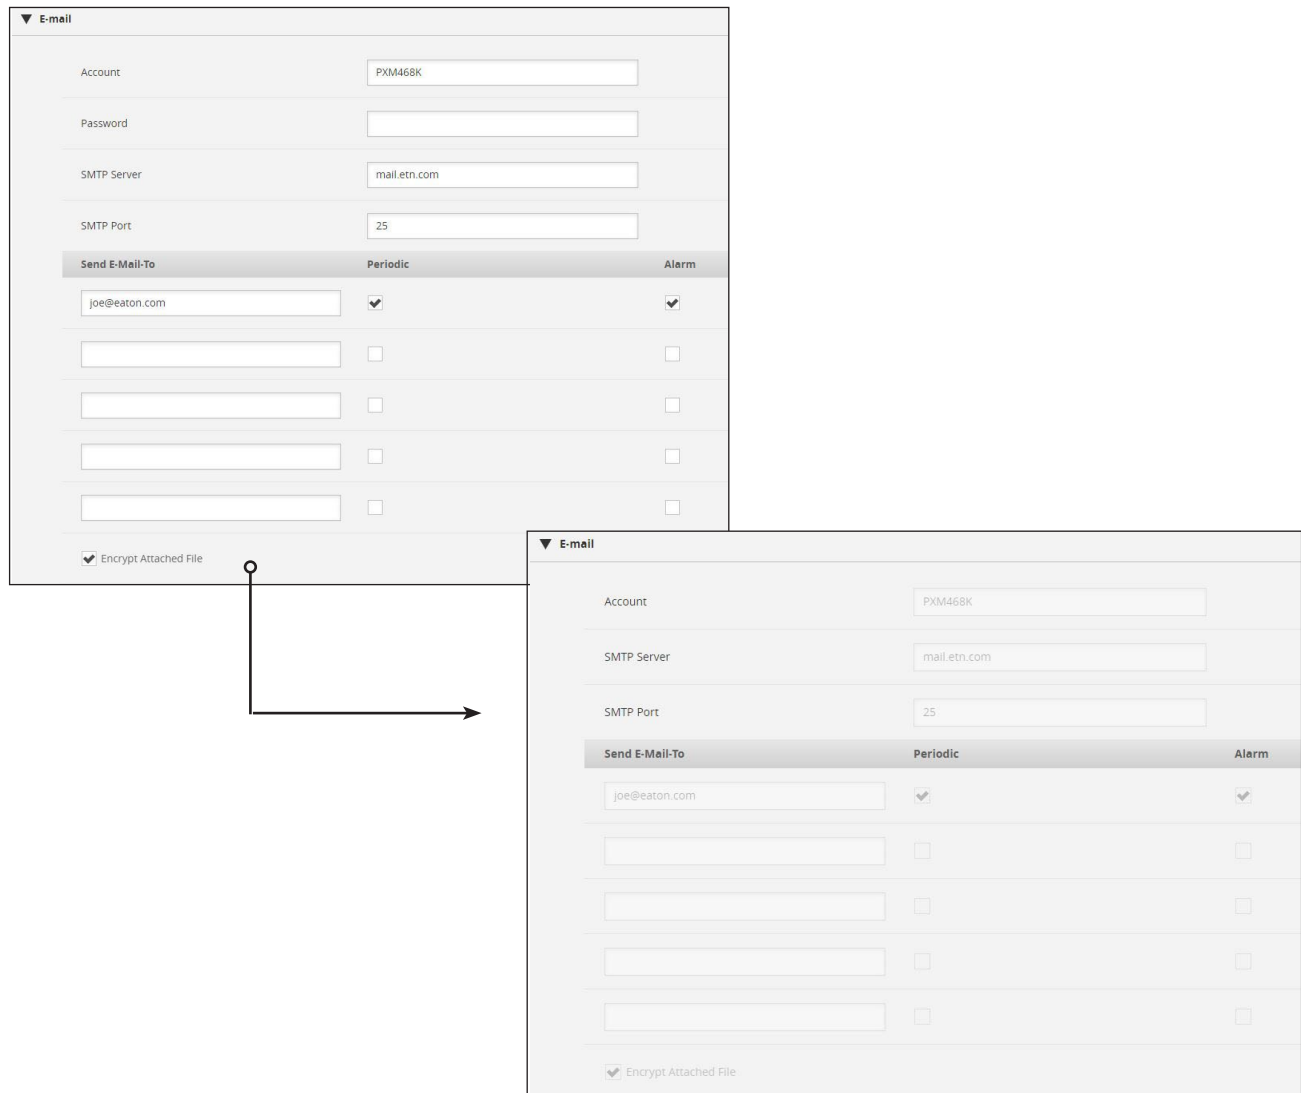 E-mail
Account PXM468K
Password
SMTP Server mail.etn.com
SMTP Port 25
Send E-Mail-To Periodic Alarm
joe@eaton.com
Encrypt Attached File
E-mail
Account PXM468K
SMTP Server mail.etn.com
SMTP Port 25
Send E-Mail-To Periodic Alarm
joe@eaton.com
Encrypt Attached File